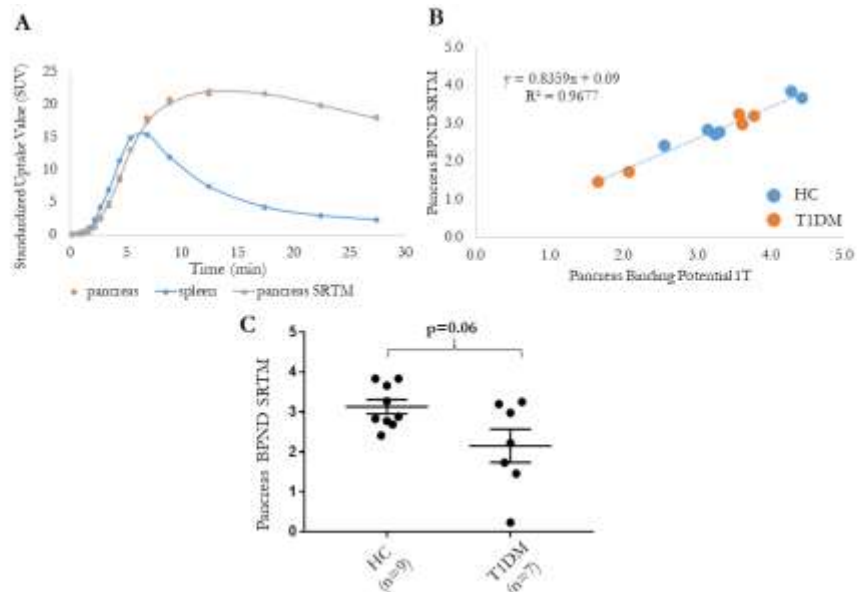 A
Standardized Uptake Value (SUV)
25
20
15
10
5
0
0 5 10 15 20 25 30
Time (min)
pancreas spleen pancreas SRTM
B
Pancreas BPND SRTM
5.0
4.0
3.0
2.0
1.0
0.0
y = 0.8359x + 0.09
R² = 0.9677
HC
T1DM
0.0 1.0 2.0 3.0 4.0 5.0
Pancreas Binding Potential 1T
C
Pancreas BPND SRTM
5
4
3
2
1
0
p=0.06
HC
(n=9)
T1DM
(n=7)